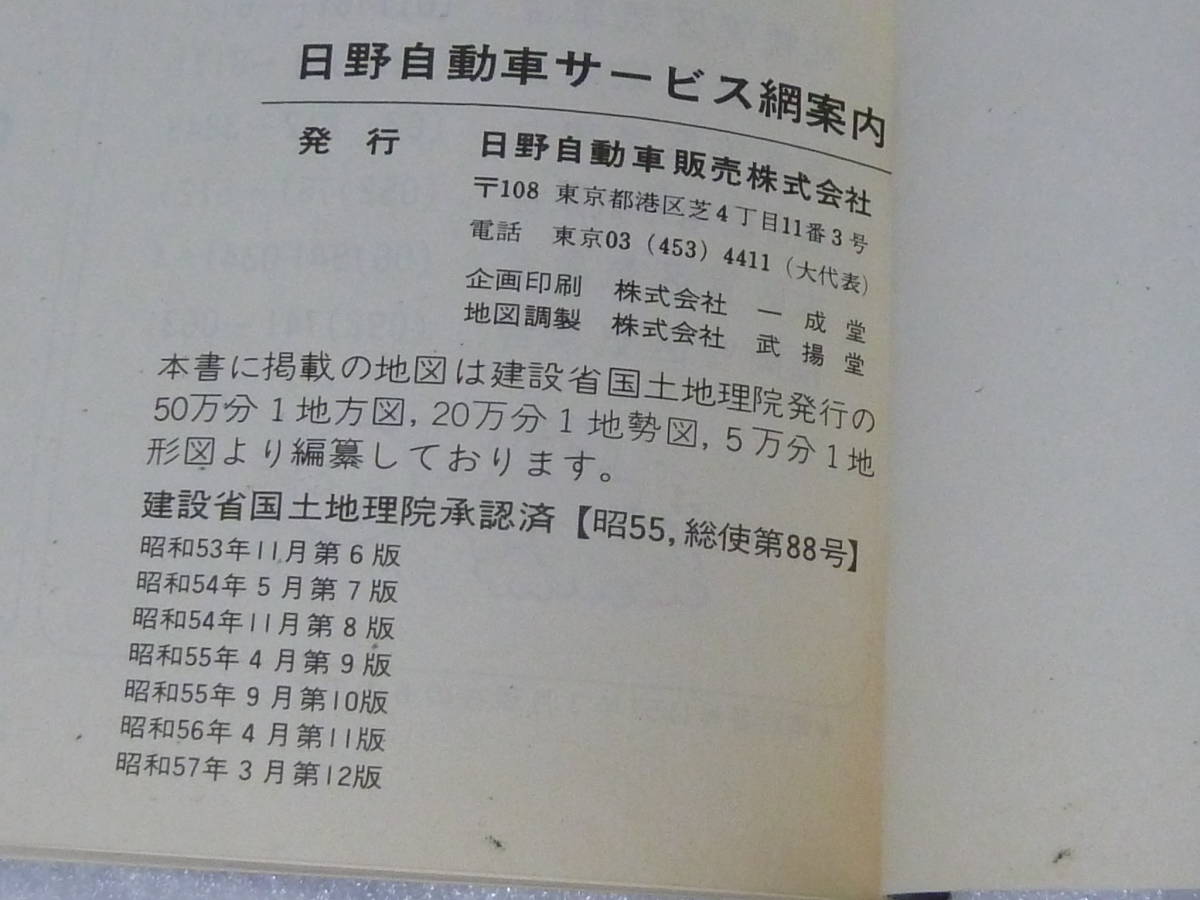 日野自動車サービス網案内
発行 日野自動車販売株式会社
〒108 東京都港区芝4丁目11番3号
電話 東京03 (453) 4411 (大代表)
企画印刷 株式会社 一成堂
地図調製 株式会社 武揚堂
本書に掲載の地図は建設省国土地理院発行の
50万分1地方図, 20万分1地勢図, 5万分1地
形図より編纂しております。
建設省国土地理院承認済【昭55, 総使第88号】
昭和53年11月第6版
昭和54年5月第7版
昭和54年11月第8版
昭和55年4月第9版
昭和55年9月第10版
昭和56年4月第11版
昭和57年3月第12版